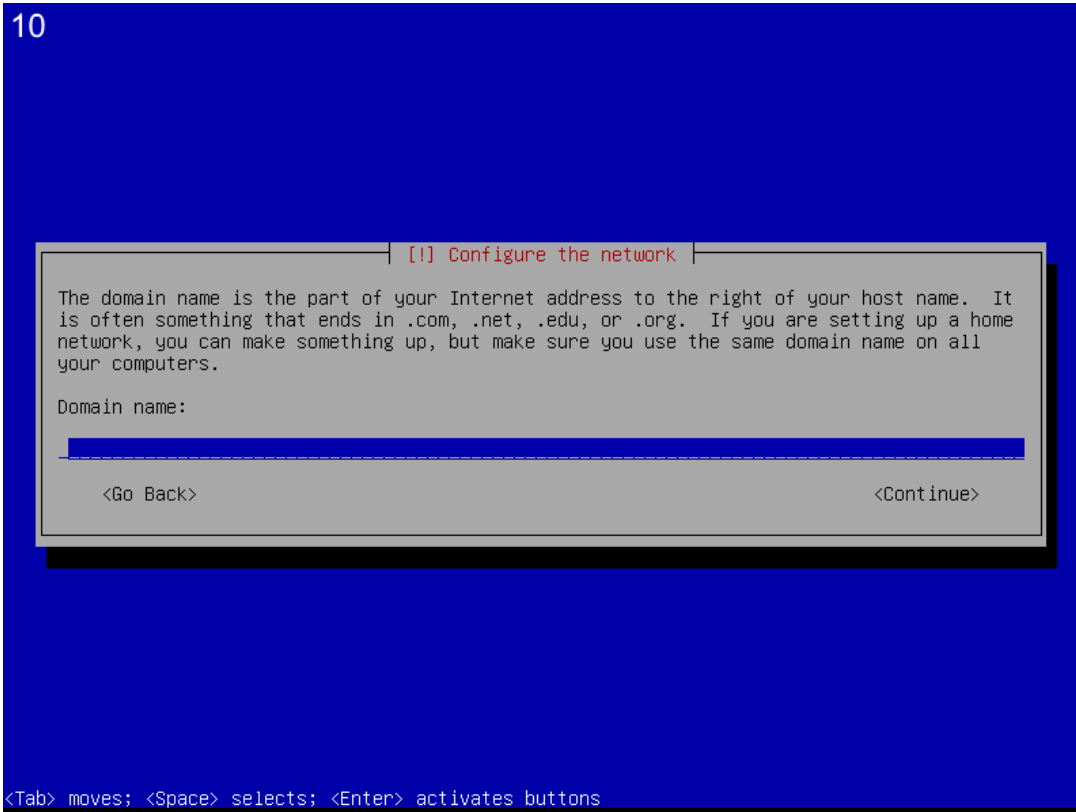 10
[!] Configure the network
The domain name is the part of your Internet address to the right of your host name.  It
is often something that ends in .com, .net, .edu, or .org.  If you are setting up a home
network, you can make something up, but make sure you use the same domain name on all
your computers.
Domain name:
<Go Back> <Continue>
<Tab> moves; <Space> selects; <Enter> activates buttons